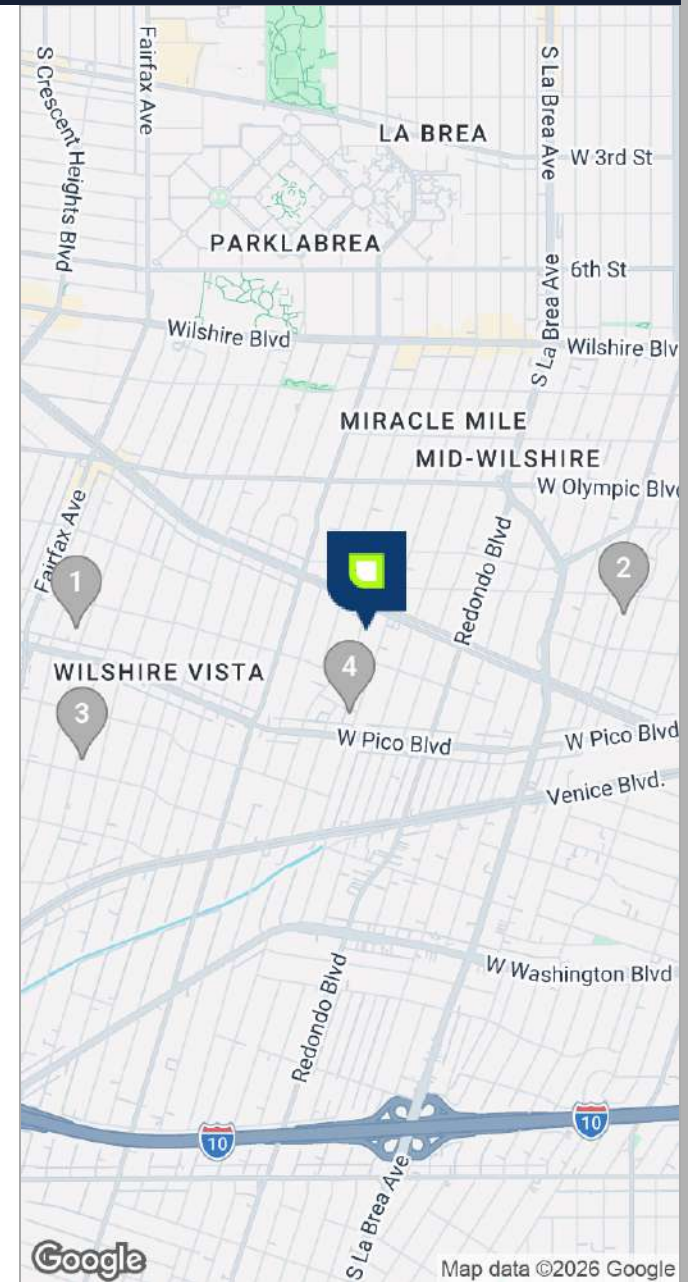 S Crescent Heights Blvd
Fairfax Ave
S La Brea Ave
LA BREA
W 3rd St
PARKLABREA
6th St
S La Brea Ave
Wilshire Blvd
Wilshire Blv
MIRACLE MILE
MID-WILSHIRE
W Olympic Blv
Fairfax Ave
Redondo Blvd
1
2
WILSHIRE VISTA
4
3
W Pico Blvd
W Pico Blvd
Venice Blvd.
W Washington Blvd
Redondo Blvd
10
10
S La Brea Ave
Google
Map data ©2026 Google